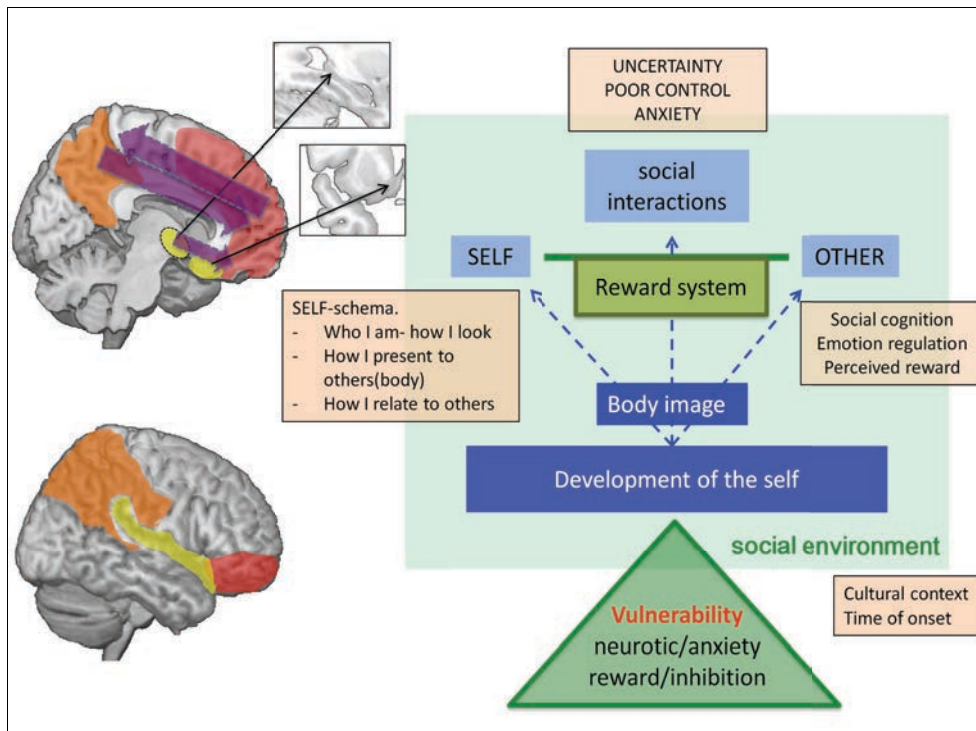 UNCERTAINTY
POOR CONTROL
ANXIETY
social
interactions
SELF
OTHER
Reward system
SELF-schema.
- Who I am- how I look
- How I present to
others(body)
- How I relate to others
Social cognition
Emotion regulation
Perceived reward
Body image
Development of the self
social environment
Cultural context
Time of onset
Vulnerability
neurotic/anxiety
reward/inhibition